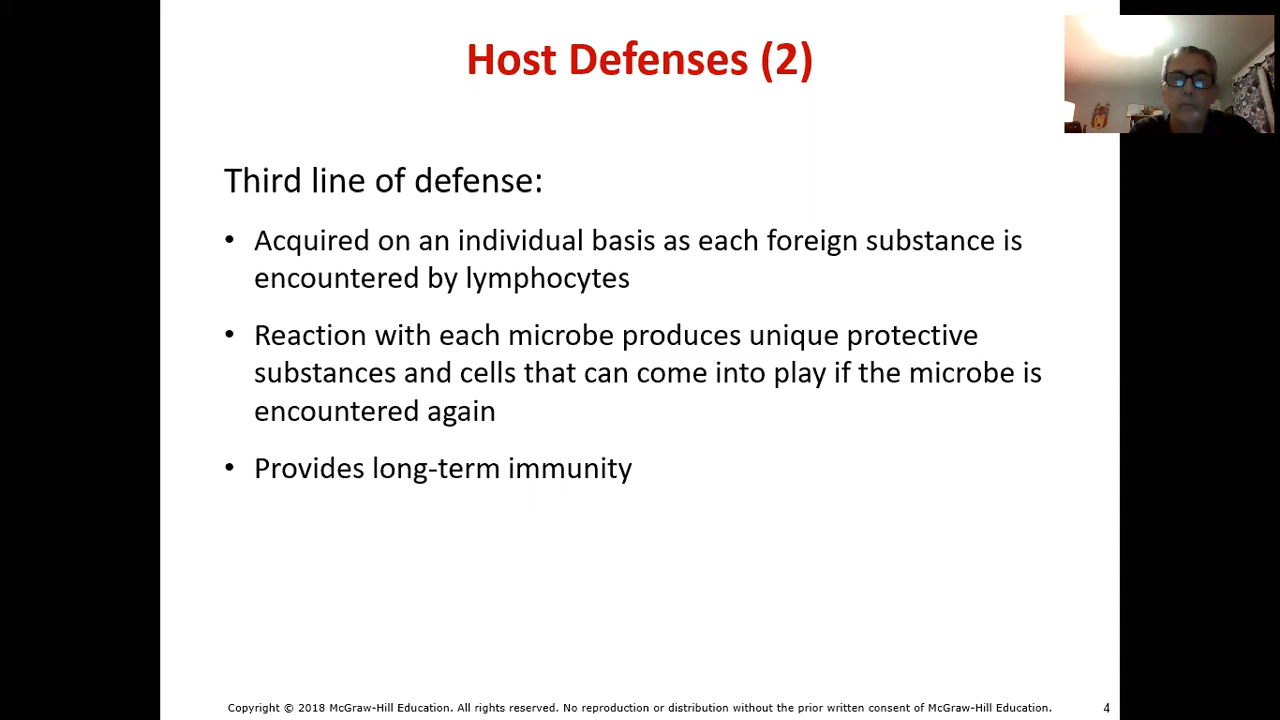 Host Defenses (2)
Third line of defense:
• Acquired on an individual basis as each foreign substance is
encountered by lymphocytes
• Reaction with each microbe produces unique protective
substances and cells that can come into play if the microbe is
encountered again
• Provides long-term immunity
Copyright © 2018 McGraw-Hill Education. All rights reserved. No reproduction or distribution without the prior written consent of McGraw-Hill Education. 4